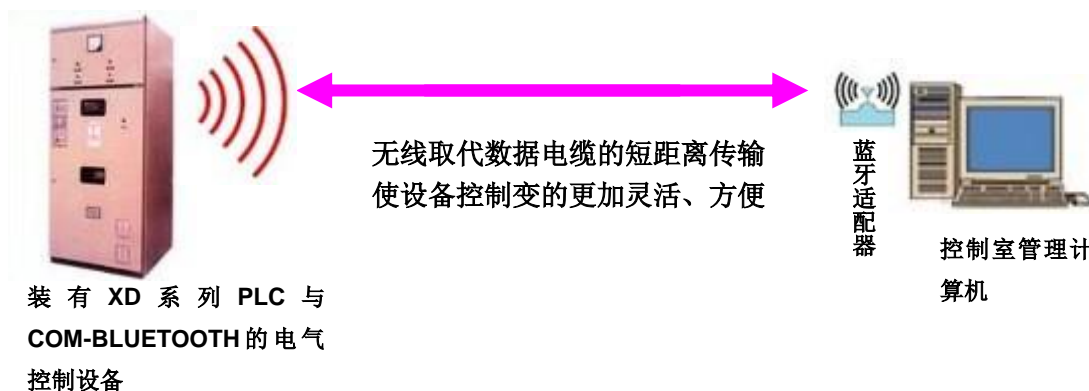 无线取代数据电缆的短距离传输
使设备控制变的更加灵活、方便
蓝牙适配器
控制室管理计
算机
装有 XD 系列 PLC 与
COM-BLUETOOTH 的电气
控制设备